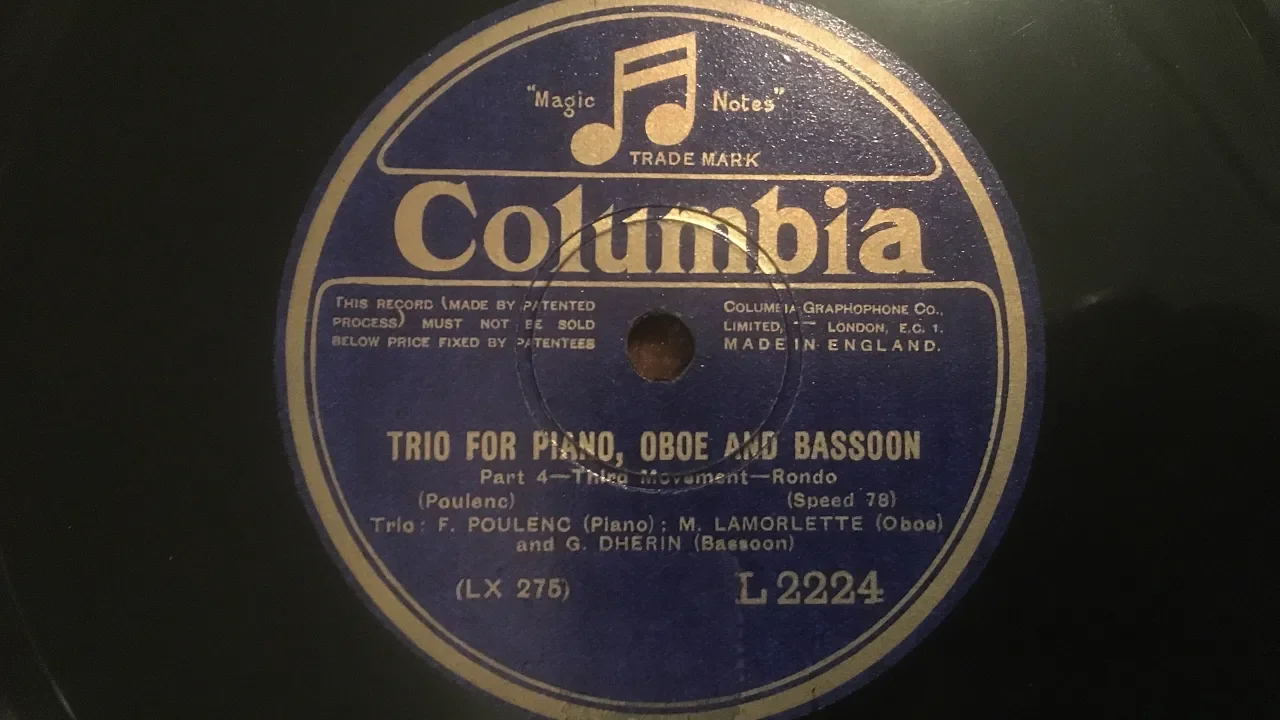 "Magic Notes"
TRADE MARK
Columbia
THIS RECORD (MADE BY PATENTED
PROCESS) MUST NOT BE SOLD
BELOW PRICE FIXED BY PATENTEES
COLUMBIA GRAPHOPHONE CO.,
LIMITED, — LONDON, E.C. 1.
MADE IN ENGLAND.
TRIO FOR PIANO, OBOE AND BASSOON
Part 4—Third Movement—Rondo
(Poulenc) (Speed 78)
Trio: F. POULENC (Piano); M. LAMORLETTE (Oboe)
and G. DHERIN (Bassoon)
(LX 275) L 2224